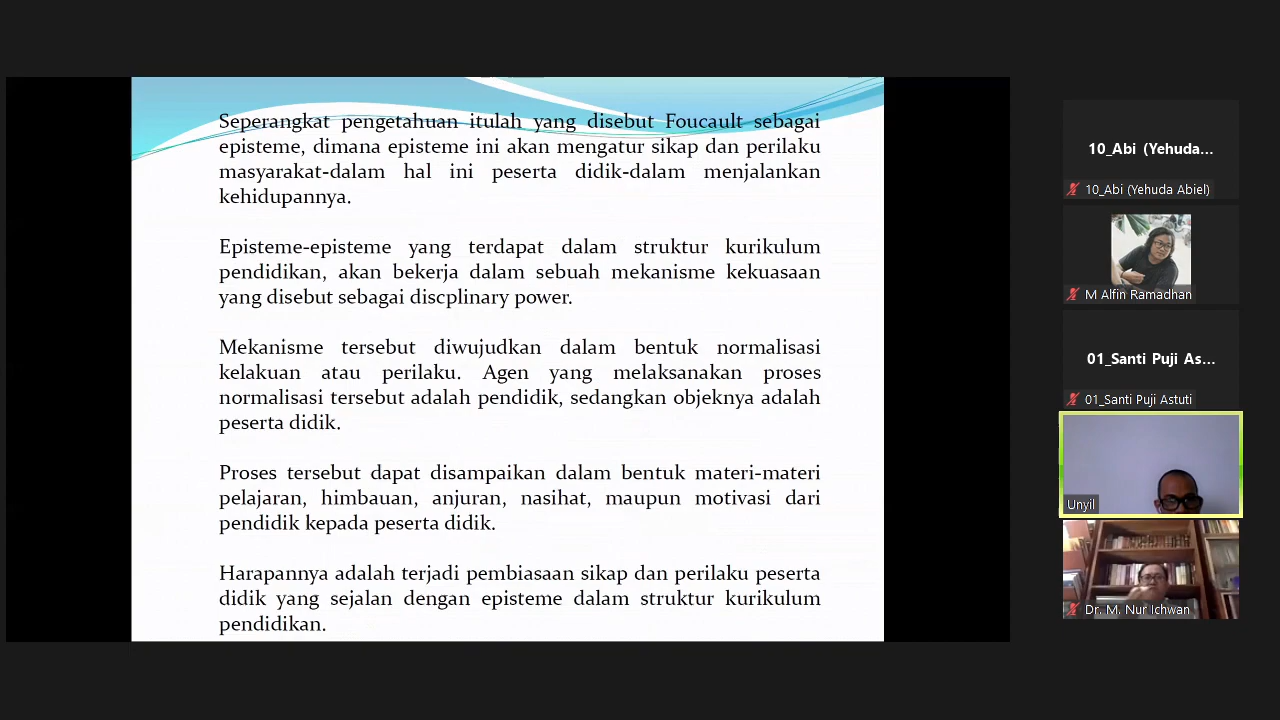 Seperangkat pengetahuan itulah yang disebut Foucault sebagai
episteme, dimana episteme ini akan mengatur sikap dan perilaku
masyarakat-dalam hal ini peserta didik-dalam menjalankan
kehidupannya.
Episteme-episteme yang terdapat dalam struktur kurikulum
pendidikan, akan bekerja dalam sebuah mekanisme kekuasaan
yang disebut sebagai discplinary power.
Mekanisme tersebut diwujudkan dalam bentuk normalisasi
kelakuan atau perilaku. Agen yang melaksanakan proses
normalisasi tersebut adalah pendidik, sedangkan objeknya adalah
peserta didik.
Proses tersebut dapat disampaikan dalam bentuk materi-materi
pelajaran, himbauan, anjuran, nasihat, maupun motivasi dari
pendidik kepada peserta didik.
Harapannya adalah terjadi pembiasaan sikap dan perilaku peserta
didik yang sejalan dengan episteme dalam struktur kurikulum
pendidikan.
10_Abi (Yehuda...
10_Abi (Yehuda Abiel)
M Alfin Ramadhan
01_Santi Puji As...
01_Santi Puji Astuti
Unyil
Dr. M. Nur Ichwan